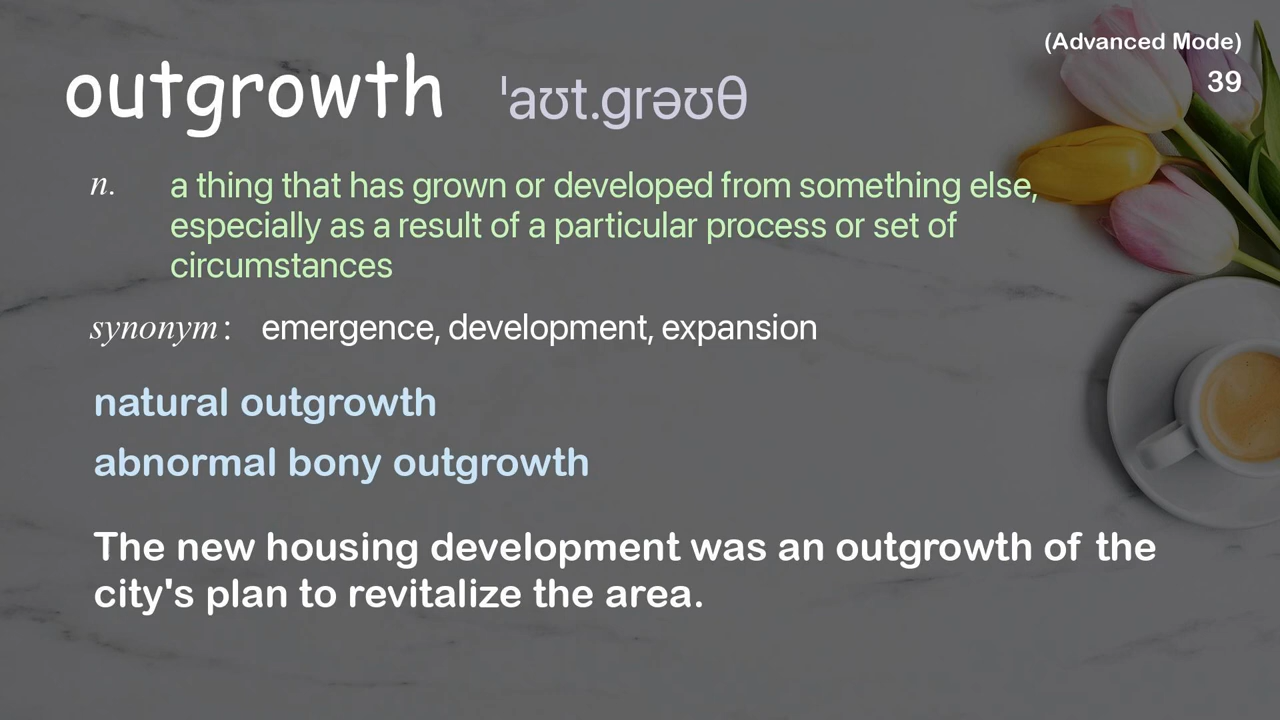 (Advanced Mode)
39
outgrowth ˈaʊt.grəʊθ
n. a thing that has grown or developed from something else,
especially as a result of a particular process or set of
circumstances
synonym: emergence, development, expansion
natural outgrowth
abnormal bony outgrowth
The new housing development was an outgrowth of the
city's plan to revitalize the area.